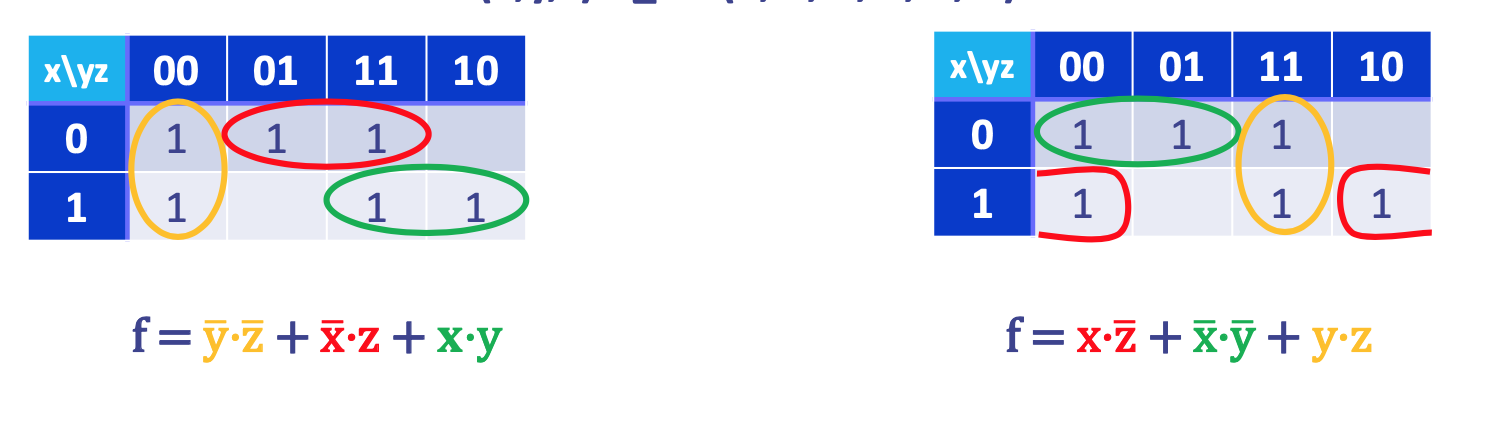 x\yz 00 01 11 10
0 1 1 1
1 1 1 1
f = y̅·z̅ + x̅·z + x·y
x\yz 00 01 11 10
0 1 1 1
1 1 1 1
f = x·z̅ + x̅·y̅ + y·z